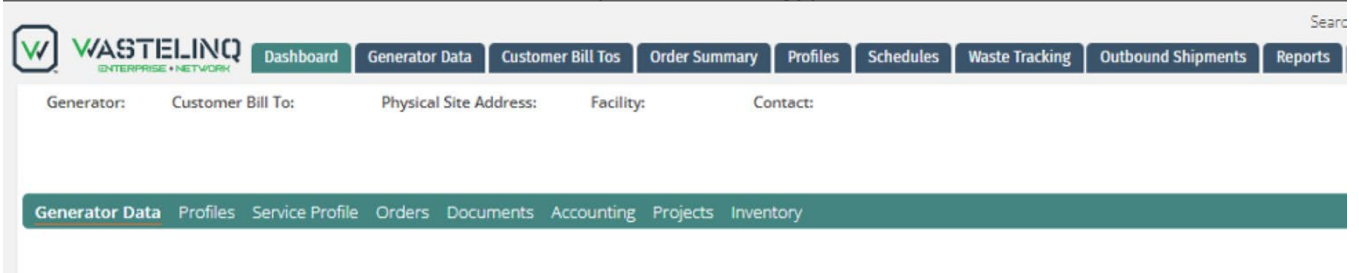 Searc
WASTELINQ
ENTERPRISE • NETWORK
Dashboard Generator Data Customer Bill Tos Order Summary Profiles Schedules Waste Tracking Outbound Shipments Reports
Generator: Customer Bill To: Physical Site Address: Facility: Contact:
Generator Data Profiles Service Profile Orders Documents Accounting Projects Inventory